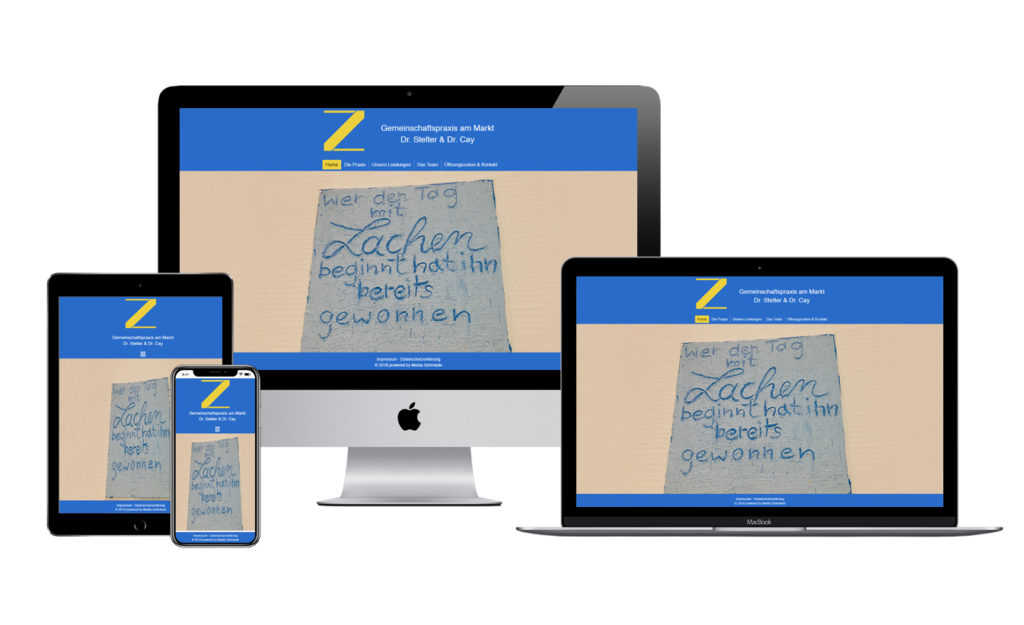 Z
Gemeinschaftspraxis am Markt
Dr. Stelter & Dr. Cay
Home Die Praxis Unsere Leistungen Das Team Öffnungszeiten & Kontakt
wer den Tag
mit
Lachen
beginnt hat ihn
bereits
gewonnen
Impressum - Datenschutzerklärung
© 2018 powered by Media Schmiede
Z
Gemeinschaftspraxis am Markt
Dr. Stelter & Dr. Cay
wer den Tag
mit
Lachen
beginnt hat ihn
bereits
gewonnen
Impressum - Datenschutzerklärung
© 2018 powered by Media Schmiede
Z
Gemeinschaftspraxis am Markt
Dr. Stelter & Dr. Cay
wer den Tag
mit
Lachen
beginnt hat ihn
bereits
gewonnen
Impressum - Datenschutzerklärung
© 2018 powered by Media Schmiede
Z
Gemeinschaftspraxis am Markt
Dr. Stelter & Dr. Cay
Home Die Praxis Unsere Leistungen Das Team Öffnungszeiten & Kontakt
wer den Tag
mit
Lachen
beginnt hat ihn
bereits
gewonnen
Impressum - Datenschutzerklärung
© 2018 powered by Media Schmiede
MacBook